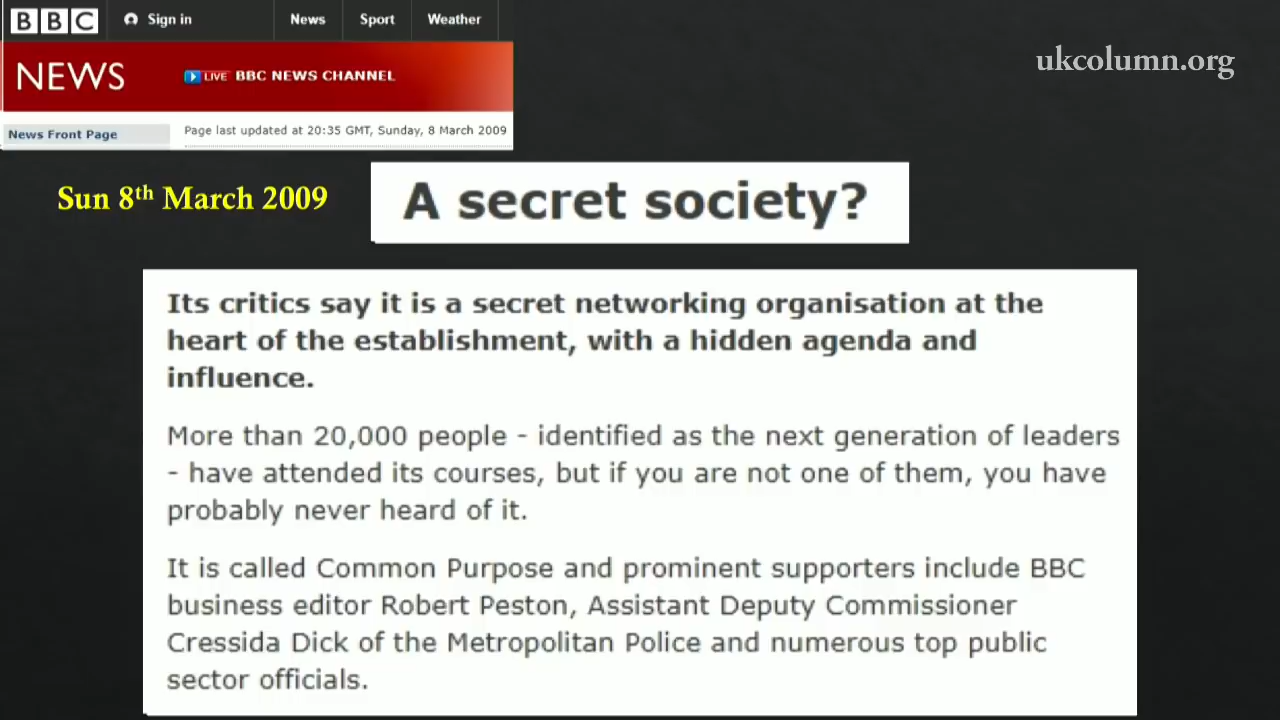 BBC Sign in News Sport Weather
NEWS LIVE BBC NEWS CHANNEL
ukcolumn.org
News Front Page Page last updated at 20:35 GMT, Sunday, 8 March 2009
Sun 8th March 2009
A secret society?
Its critics say it is a secret networking organisation at the
heart of the establishment, with a hidden agenda and
influence.
More than 20,000 people - identified as the next generation of leaders
- have attended its courses, but if you are not one of them, you have
probably never heard of it.
It is called Common Purpose and prominent supporters include BBC
business editor Robert Peston, Assistant Deputy Commissioner
Cressida Dick of the Metropolitan Police and numerous top public
sector officials.